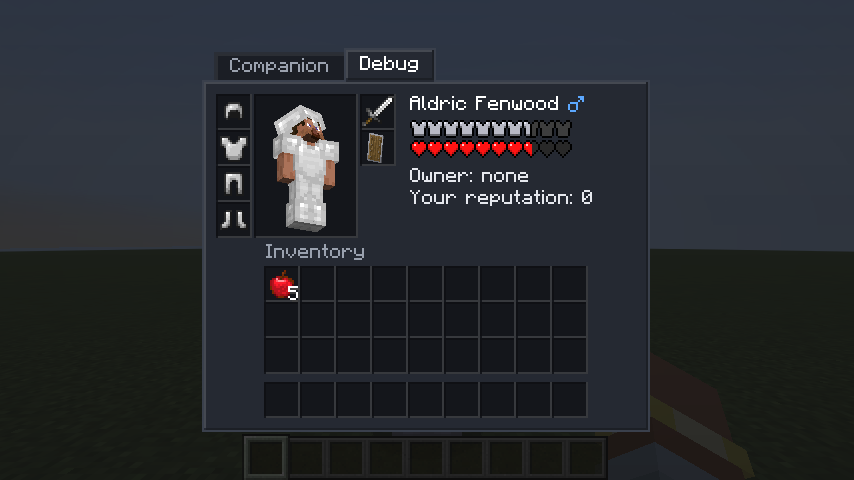 Companion
Debug
Aldric Fenwood ♂
Owner: none
Your reputation: 0
Inventory
5